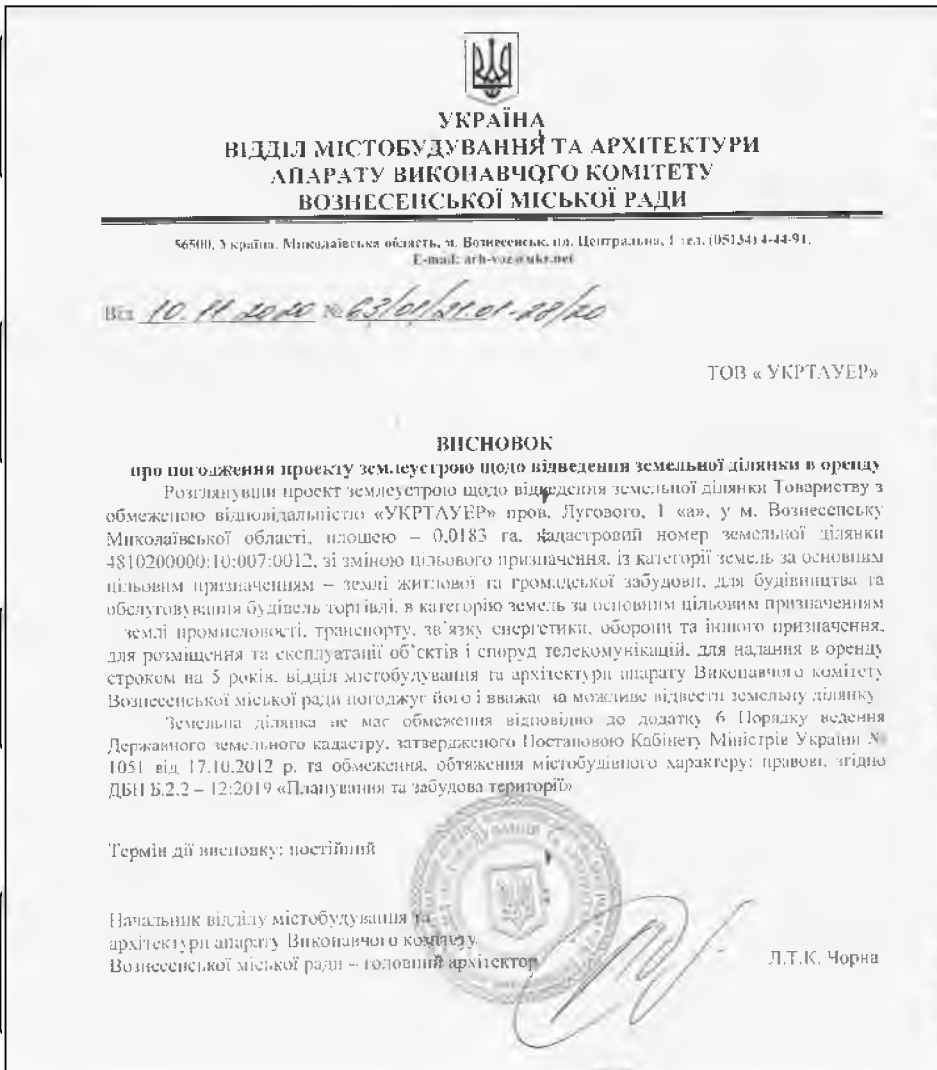 УКРАЇНА
ВІДДІЛ МІСТОБУДУВАННЯ ТА АРХІТЕКТУРИ
АПАРАТУ ВИКОНАВЧОГО КОМІТЕТУ
ВОЗНЕСЕНСЬКОЇ МІСЬКОЇ РАДИ
56500, Україна, Миколаївська область, м. Вознесенськ, пл. Центральна, 1 тел. (05134) 4-44-91.
E-mail: arh-voz@ukr.net
Від 10.11.2020 № 63/01/21.01-28/20
ТОВ « УКРТАУЕР»
ВИСНОВОК
про погодження проекту землеустрою щодо відведення земельної ділянки в оренду
Розглянувши проект землеустрою щодо відведення земельної ділянки Товариству з
обмеженою відповідальністю «УКРТАУЕР» пров. Лугового, 1 «а», у м. Вознесенську
Миколаївської області, площею – 0,0183 га, кадастровий номер земельної ділянки
4810200000:10:007:0012, зі зміною цільового призначення, із категорії земель за основним
цільовим призначенням – землі житлової та громадської забудови, для будівництва та
обслуговування будівель торгівлі, в категорію земель за основним цільовим призначенням
– землі промисловості, транспорту, зв'язку енергетики, оборони та іншого призначення,
для розміщення та експлуатації об'єктів і споруд телекомунікацій, для надання в оренду
строком на 5 років, відділ містобудування та архітектури апарату Виконавчого комітету
Вознесенської міської ради погоджує його і вважає за можливе відвести земельну ділянку
Земельна ділянка не має обмеження відповідно до додатку 6 Порядку ведення
Державного земельного кадастру, затвердженого Постановою Кабінету Міністрів України №
1051 від 17.10.2012 р. та обмеження, обтяження містобудівного характеру: правові, згідно
ДБН Б.2.2 – 12:2019 «Планування та забудова території»
Термін дії висновку: постійний
Начальник відділу містобудування та
архітектури апарату Виконавчого комітету
Вознесенської міської ради – головний архітектор
Л.Т.К. Чорна